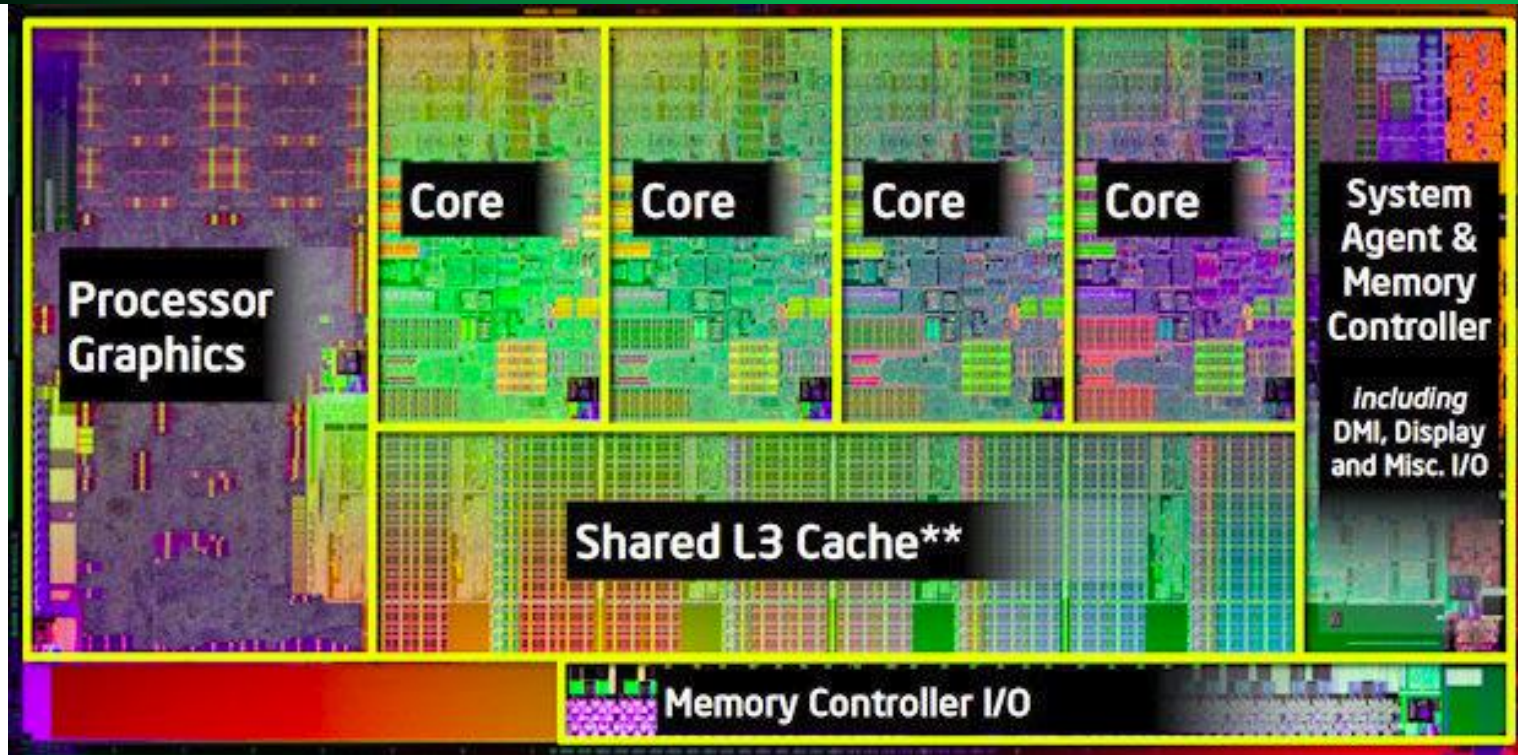 Processor
Graphics
Core
Core
Core
Core
System
Agent &
Memory
Controller
including
DMI, Display
and Misc. I/O
Shared L3 Cache**
Memory Controller I/O